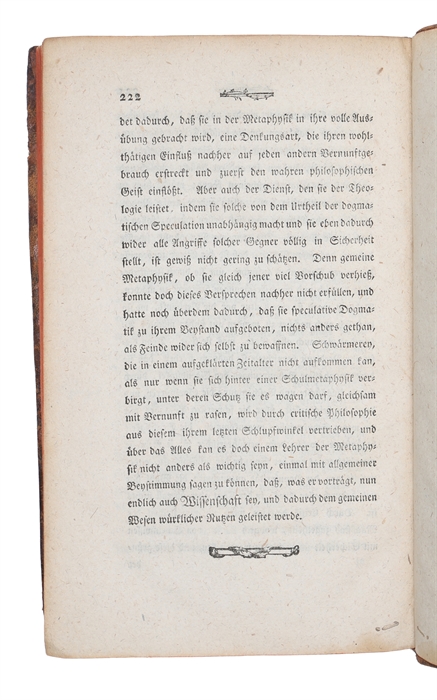 222
det dadurch, daß sie in der Metaphysik in ihre volle Aus-
übung gebracht wird, eine Denkungsart, die ihren wohl-
thätigen Einfluß nachher auf jeden andern Vernunftge-
brauch erstreckt und zuerst den wahren philosophischen
Geist einflößt. Aber auch der Dienst, den sie der Theo-
logie leistet, indem sie solche von dem Urtheil der dogma-
tischen Speculation unabhängig macht und sie eben dadurch
wider alle Angriffe solcher Gegner völlig in Sicherheit
stellt, ist gewiß nicht gering zu schätzen. Denn gemeine
Metaphysik, ob sie gleich jener viel Vorschub verhieß,
konnte doch dieses Versprechen nachher nicht erfüllen, und
hatte noch überdem dadurch, daß sie speculative Dogma-
tik zu ihrem Beystand aufgeboten, nichts anders gethan,
als Feinde wider sich selbst zu bewaffnen. Schwärmerey,
die in einem aufgeklärten Zeitalter nicht aufkommen kan,
als nur wenn sie sich hinter einer Schulmetaphysik ver-
birgt, unter deren Schutz sie es wagen darf, gleichsam
mit Vernunft zu rasen, wird durch critische Philosophie
aus diesem ihrem letzten Schlupfwinkel vertrieben, und
über das Alles kan es doch einem Lehrer der Metaphy-
sik nicht anders als wichtig seyn, einmal mit allgemeiner
Beystimmung sagen zu können, daß, was er vorträgt, nun
endlich auch Wissenschaft sey, und dadurch dem gemeinen
Wesen würklicher Nutzen geleistet werde.